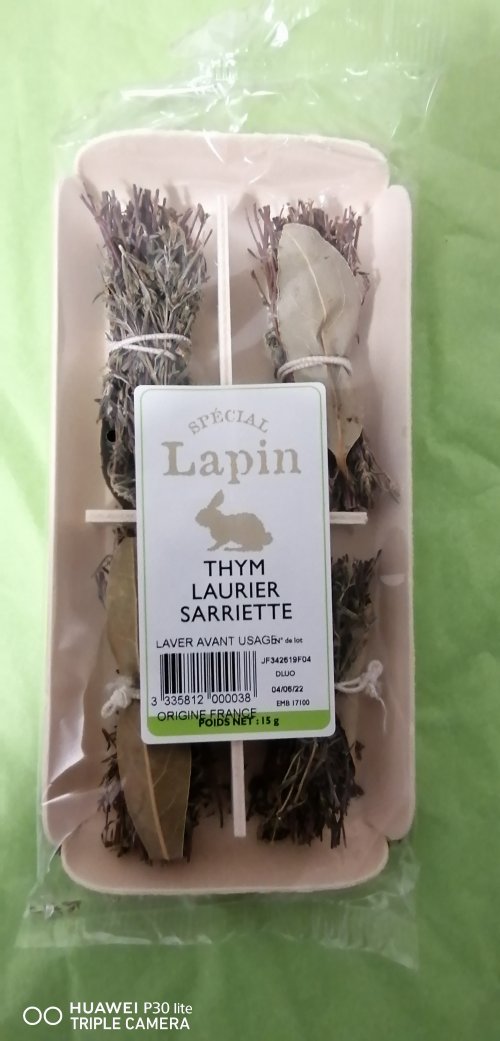 SPÉCIAL
Lapin
THYM
LAURIER
SARRIETTE
LAVER AVANT USAGE N° de lot
JF342619F04
DLUO
04/06/22
3 335812 000038 EMB 17100
ORIGINE FRANCE
POIDS NET : 15 g
HUAWEI P30 lite
TRIPLE CAMERA